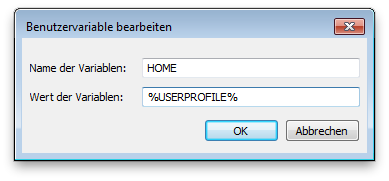 Benutzervariable bearbeiten
Name der Variablen: HOME
Wert der Variablen: %USERPROFILE%
OK Abbrechen